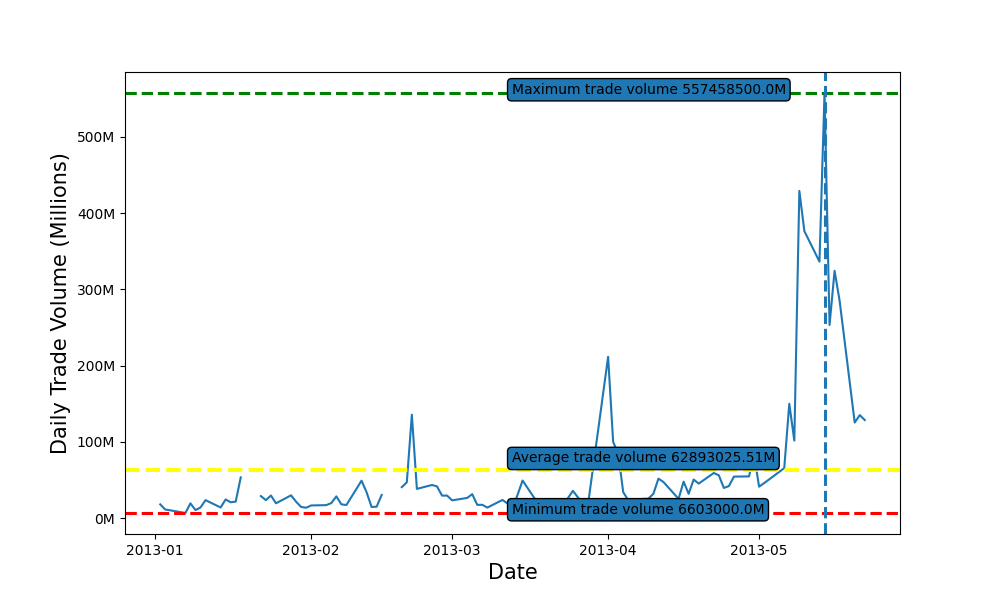 Maximum trade volume 557458500.0M
500M
400M
300M
200M
100M
0M
Daily Trade Volume (Millions)
Average trade volume 62893025.51M
Minimum trade volume 6603000.0M
2013-01
2013-02
2013-03
2013-04
2013-05
Date